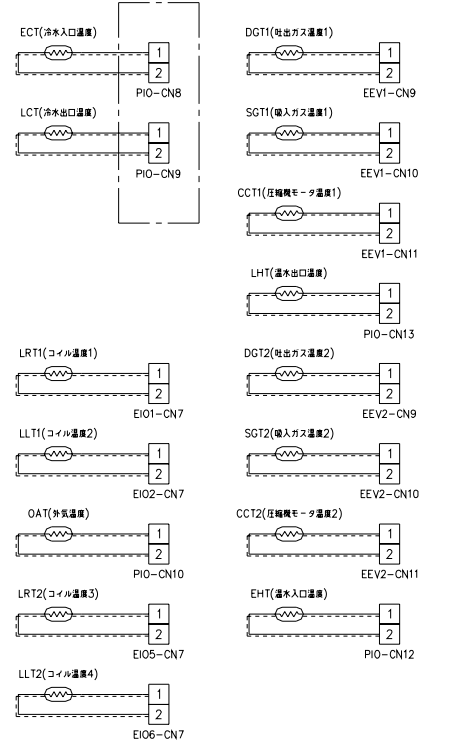 ECT(冷水入口温度)
1
2
PIO-CN8
LCT(冷水出口温度)
1
2
PIO-CN9
LRT1(コイル温度1)
1
2
EIO1-CN7
LLT1(コイル温度2)
1
2
EIO2-CN7
OAT(外気温度)
1
2
PIO-CN10
LRT2(コイル温度3)
1
2
EIO5-CN7
LLT2(コイル温度4)
1
2
EIO6-CN7
DGT1(吐出ガス温度1)
1
2
EEV1-CN9
SGT1(吸入ガス温度1)
1
2
EEV1-CN10
CCT1(圧縮機モータ温度1)
1
2
EEV1-CN11
LHT(温水出口温度)
1
2
PIO-CN13
DGT2(吐出ガス温度2)
1
2
EEV2-CN9
SGT2(吸入ガス温度2)
1
2
EEV2-CN10
CCT2(圧縮機モータ温度2)
1
2
EEV2-CN11
EHT(温水入口温度)
1
2
PIO-CN12